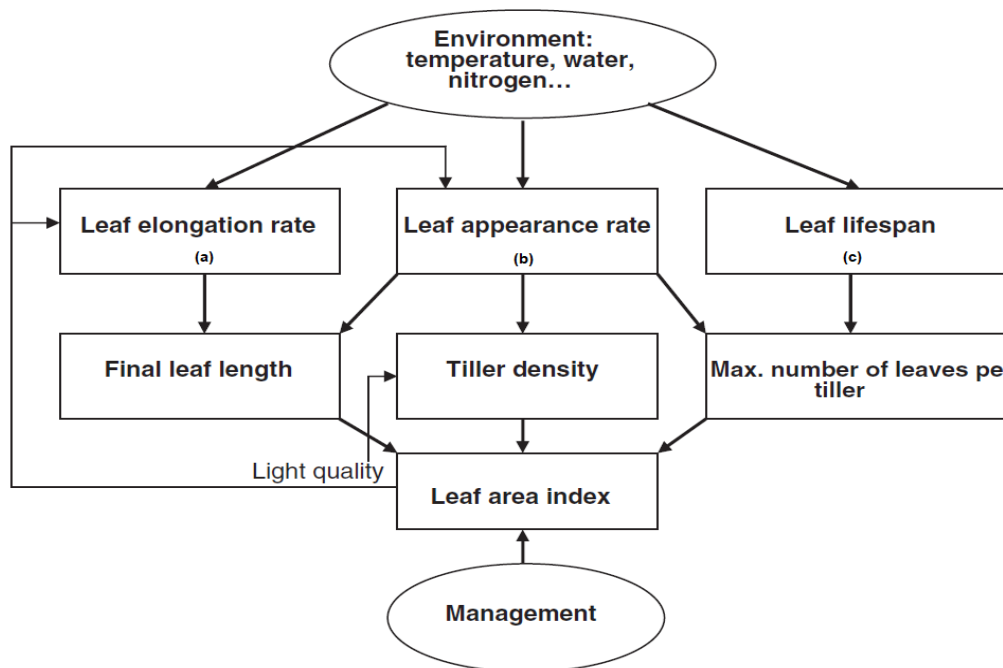 Environment:
temperature, water,
nitrogen…
Leaf elongation rate
(a)
Leaf appearance rate
(b)
Leaf lifespan
(c)
Final leaf length
Tiller density
Max. number of leaves pe
tiller
Light quality
Leaf area index
Management